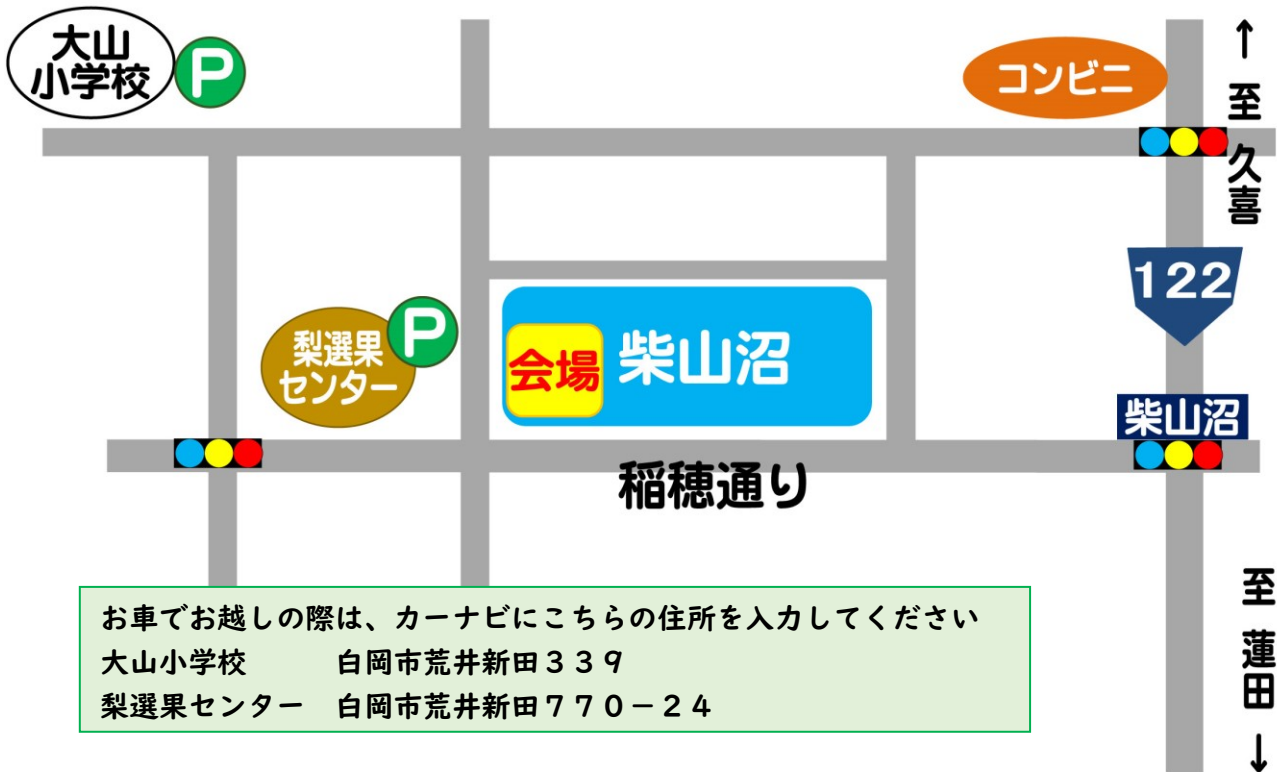 大山
小学校
P
コンビニ
↑
至
久喜
122
梨選果
センター
P
会場
柴山沼
柴山沼
稲穂通り
お車でお越しの際は、カーナビにこちらの住所を入力してください
大山小学校　　　白岡市荒井新田３３９
梨選果センター　白岡市荒井新田７７０－２４
至
蓮田
↓